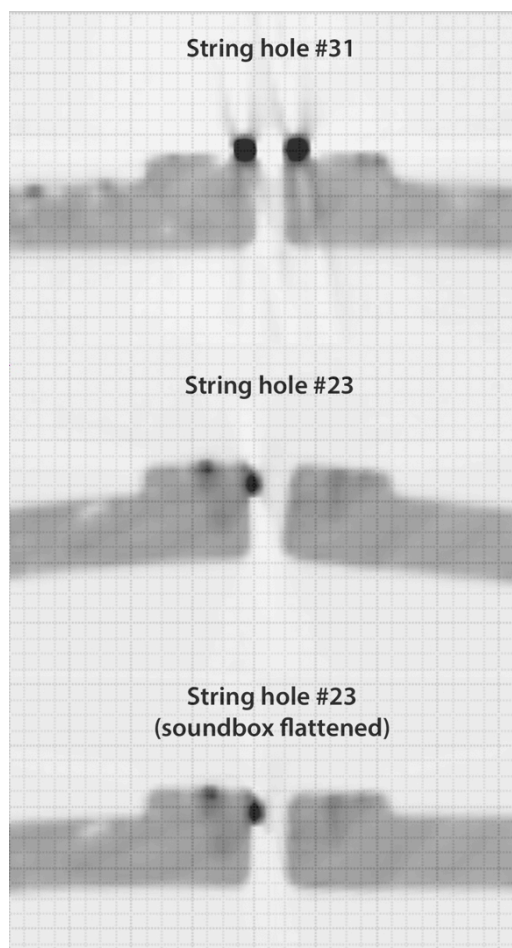 String hole #31
String hole #23
String hole #23
(soundbox flattened)